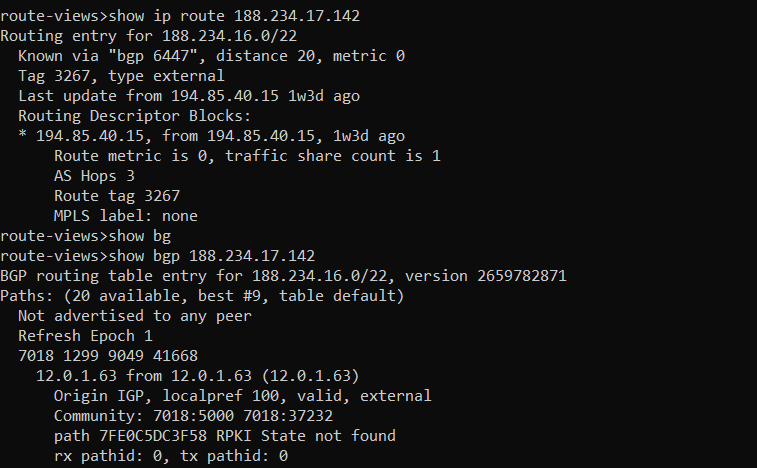 route-views>show ip route 188.234.17.142
Routing entry for 188.234.16.0/22
  Known via "bgp 6447", distance 20, metric 0
  Tag 3267, type external
  Last update from 194.85.40.15 1w3d ago
  Routing Descriptor Blocks:
  * 194.85.40.15, from 194.85.40.15, 1w3d ago
      Route metric is 0, traffic share count is 1
      AS Hops 3
      Route tag 3267
      MPLS label: none
route-views>show bg
route-views>show bgp 188.234.17.142
BGP routing table entry for 188.234.16.0/22, version 2659782871
Paths: (20 available, best #9, table default)
  Not advertised to any peer
  Refresh Epoch 1
  7018 1299 9049 41668
    12.0.1.63 from 12.0.1.63 (12.0.1.63)
      Origin IGP, localpref 100, valid, external
      Community: 7018:5000 7018:37232
      path 7FE0C5DC3F58 RPKI State not found
      rx pathid: 0, tx pathid: 0